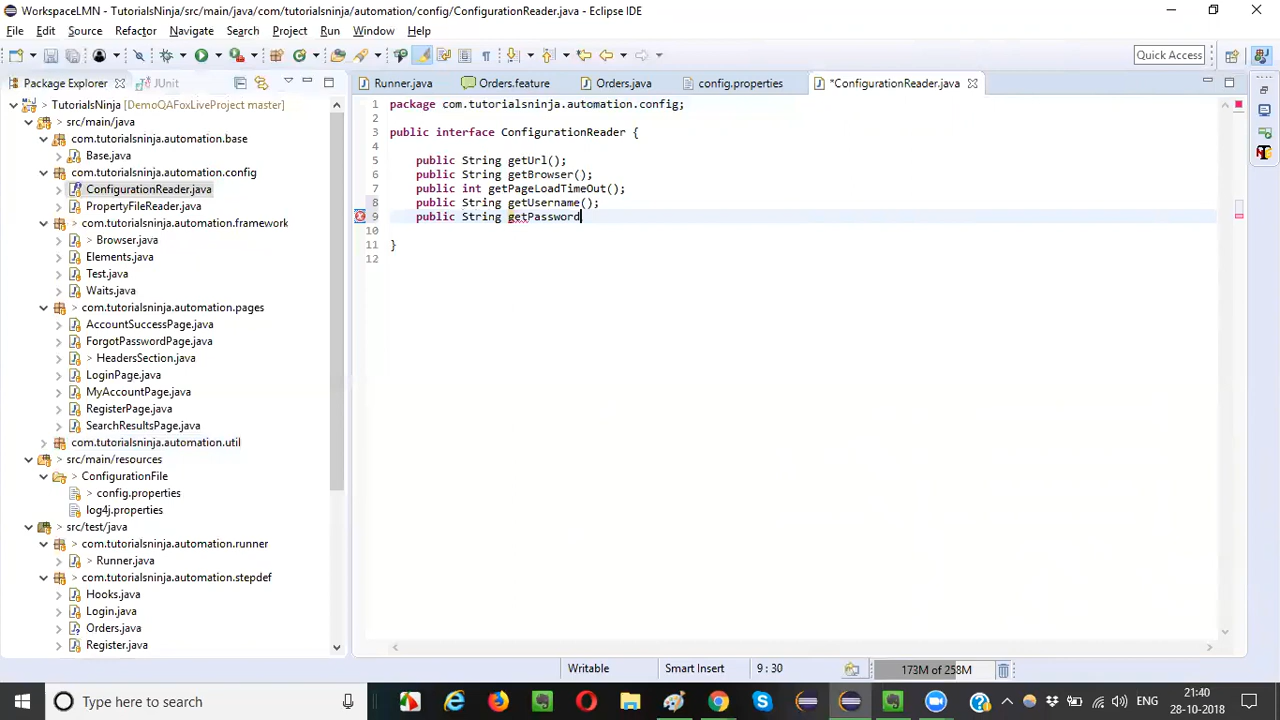 WorkspaceLMN - TutorialsNinja/src/main/java/com/tutorialsninja/automation/config/ConfigurationReader.java - Eclipse IDE
File Edit Source Refactor Navigate Search Project Run Window Help
Quick Access
Package Explorer JUnit
Runner.java Orders.feature Orders.java config.properties *ConfigurationReader.java
> TutorialsNinja [DemoQAFoxLiveProject master]
> src/main/java
com.tutorialsninja.automation.base
Base.java
com.tutorialsninja.automation.config
ConfigurationReader.java
PropertyFileReader.java
> com.tutorialsninja.automation.framework
> Browser.java
Elements.java
Test.java
Waits.java
> com.tutorialsninja.automation.pages
AccountSuccessPage.java
ForgotPasswordPage.java
> HeadersSection.java
LoginPage.java
MyAccountPage.java
RegisterPage.java
SearchResultsPage.java
com.tutorialsninja.automation.util
> src/main/resources
> ConfigurationFile
> config.properties
log4j.properties
> src/test/java
> com.tutorialsninja.automation.runner
> Runner.java
> com.tutorialsninja.automation.stepdef
Hooks.java
Login.java
Orders.java
Register.java
1 package com.tutorialsninja.automation.config;
2
3 public interface ConfigurationReader {
4
5 public String getUrl();
6 public String getBrowser();
7 public int getPageLoadTimeOut();
8 public String getUsername();
9 public String getPassword
10
11 }
12
Writable Smart Insert 9 : 30 173M of 258M
Type here to search
ENG
21:40
28-10-2018